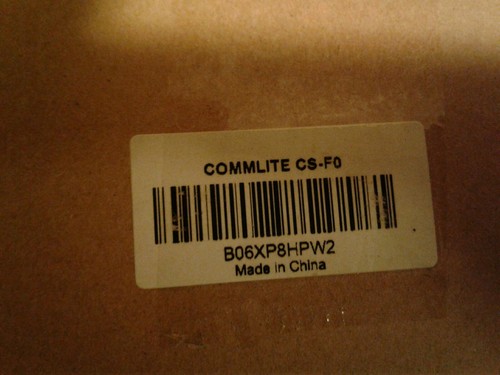 COMMLITE CS-F0
B06XP8HPW2
Made in China